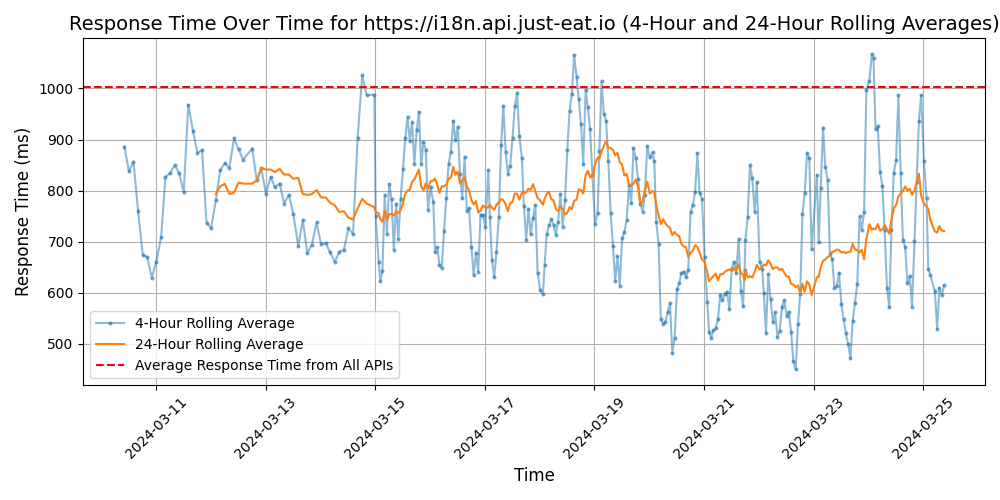 Response Time Over Time for https://i18n.api.just-eat.io (4-Hour and 24-Hour Rolling Averages)
Response Time (ms)
1000
900
800
700
600
500
4-Hour Rolling Average
24-Hour Rolling Average
Average Response Time from All APIs
2024-03-11
2024-03-13
2024-03-15
2024-03-17
2024-03-19
2024-03-21
2024-03-23
2024-03-25
Time